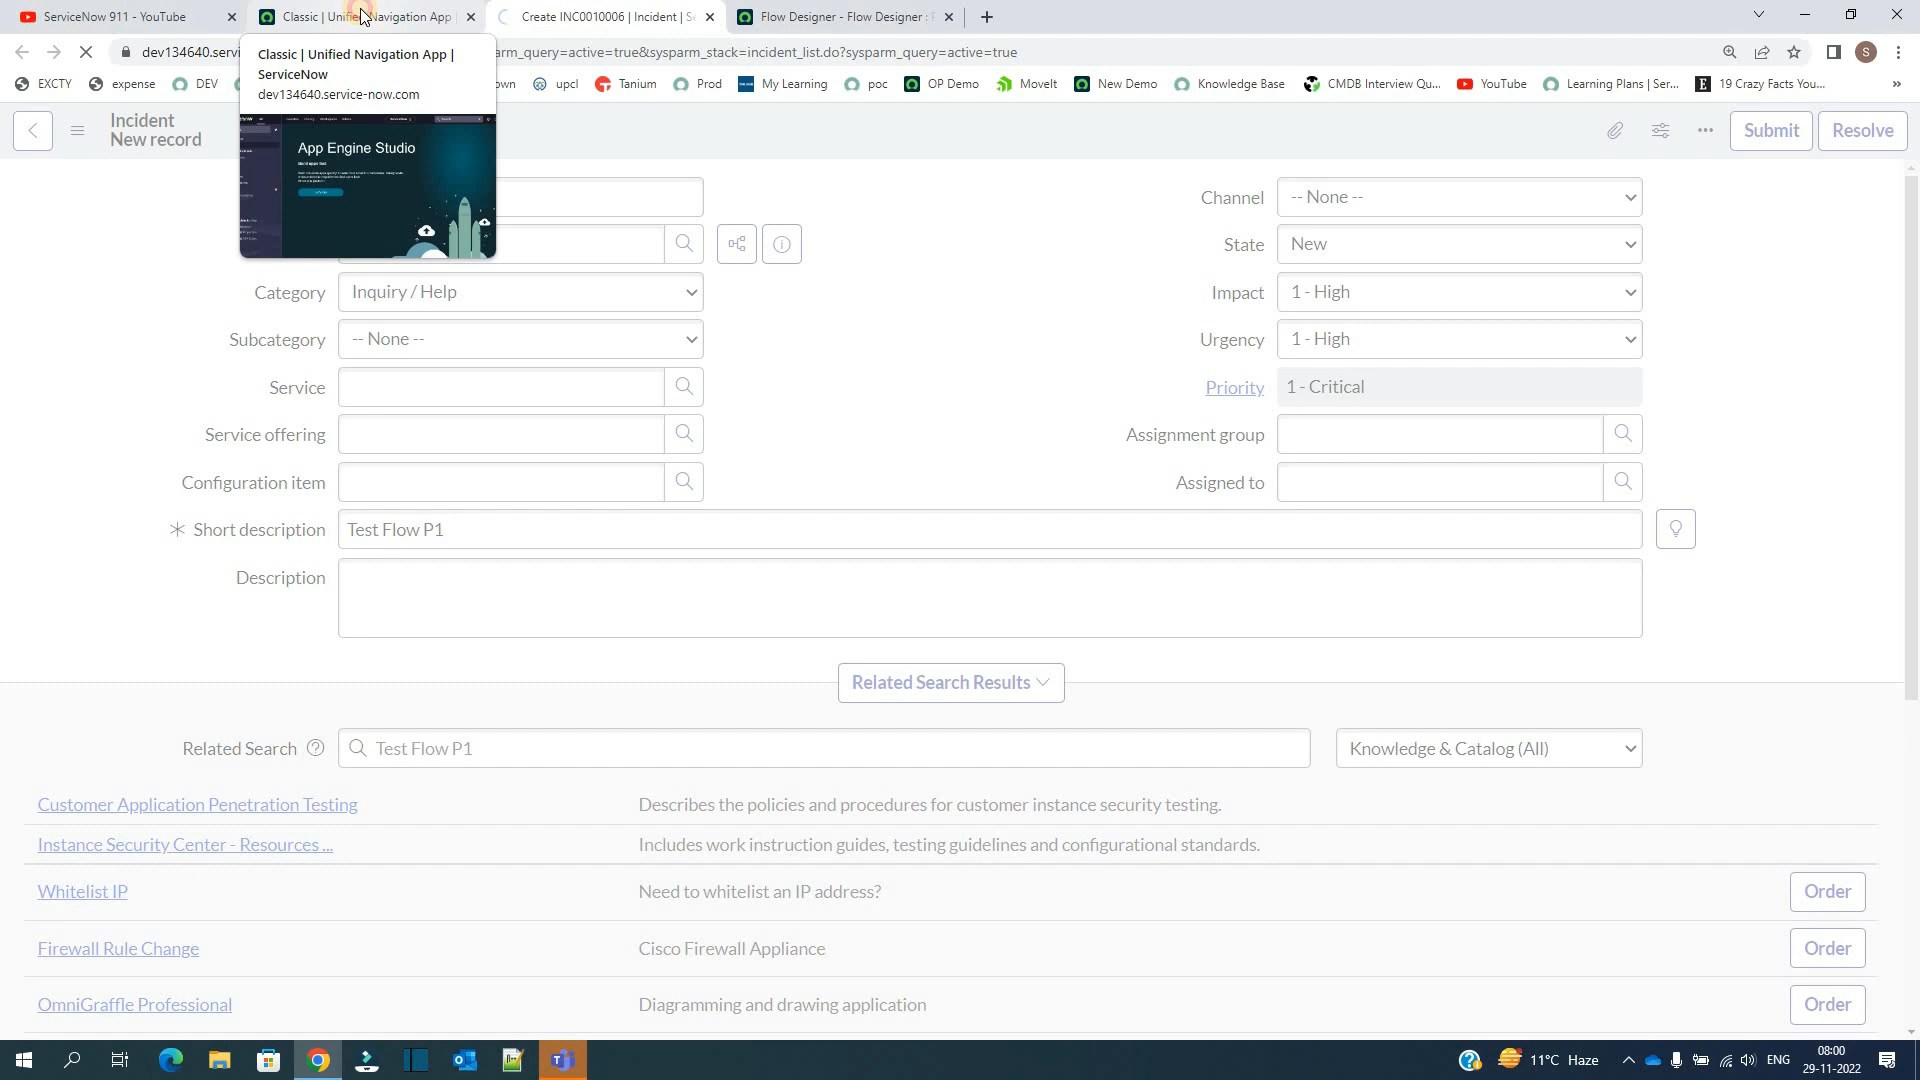 ServiceNow 911 - YouTube
Classic | Unified Navigation App |
Create INC0010006 | Incident | S
Flow Designer - Flow Designer :
dev134640.servi
rm_query=active=true&sysparm_stack=incident_list.do?sysparm_query=active=true
S
EXCTY
expense
DEV
own
upcl
Tanium
Prod
My Learning
poc
OP Demo
MoveIt
New Demo
Knowledge Base
CMDB Interview Qu...
YouTube
Learning Plans | Ser...
19 Crazy Facts You...
Classic | Unified Navigation App |
ServiceNow
dev134640.service-now.com
App Engine Studio
Incident
New record
Submit
Resolve
Channel
-- None --
State
New
Category
Inquiry / Help
Impact
1 - High
Subcategory
-- None --
Urgency
1 - High
Service
Priority
1 - Critical
Service offering
Assignment group
Configuration item
Assigned to
Short description
Test Flow P1
Description
Related Search Results
Related Search
Test Flow P1
Knowledge & Catalog (All)
Customer Application Penetration Testing
Describes the policies and procedures for customer instance security testing.
Instance Security Center - Resources ...
Includes work instruction guides, testing guidelines and configurational standards.
Whitelist IP
Need to whitelist an IP address?
Order
Firewall Rule Change
Cisco Firewall Appliance
Order
OmniGraffle Professional
Diagramming and drawing application
Order
11°C Haze
ENG
08:00
29-11-2022